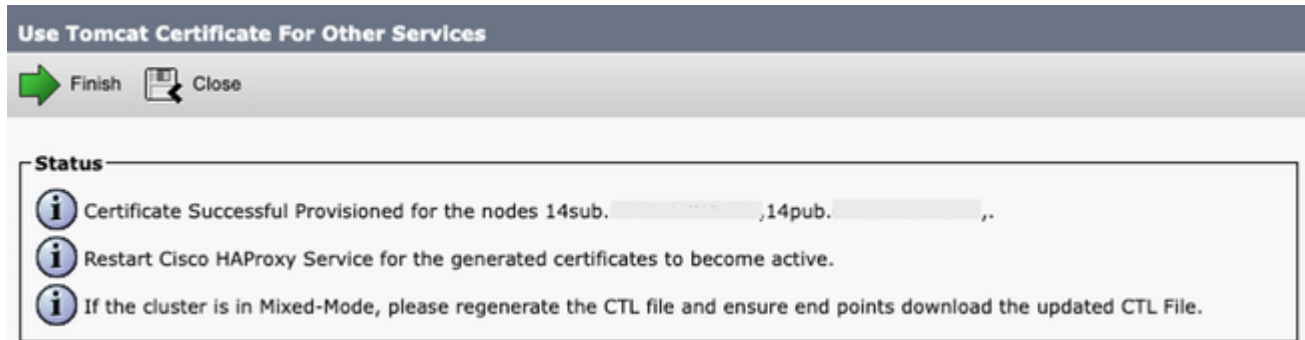 Use Tomcat Certificate For Other Services
Finish Close
Status
Certificate Successful Provisioned for the nodes 14sub. ,14pub. ,.
Restart Cisco HAProxy Service for the generated certificates to become active.
If the cluster is in Mixed-Mode, please regenerate the CTL file and ensure end points download the updated CTL File.